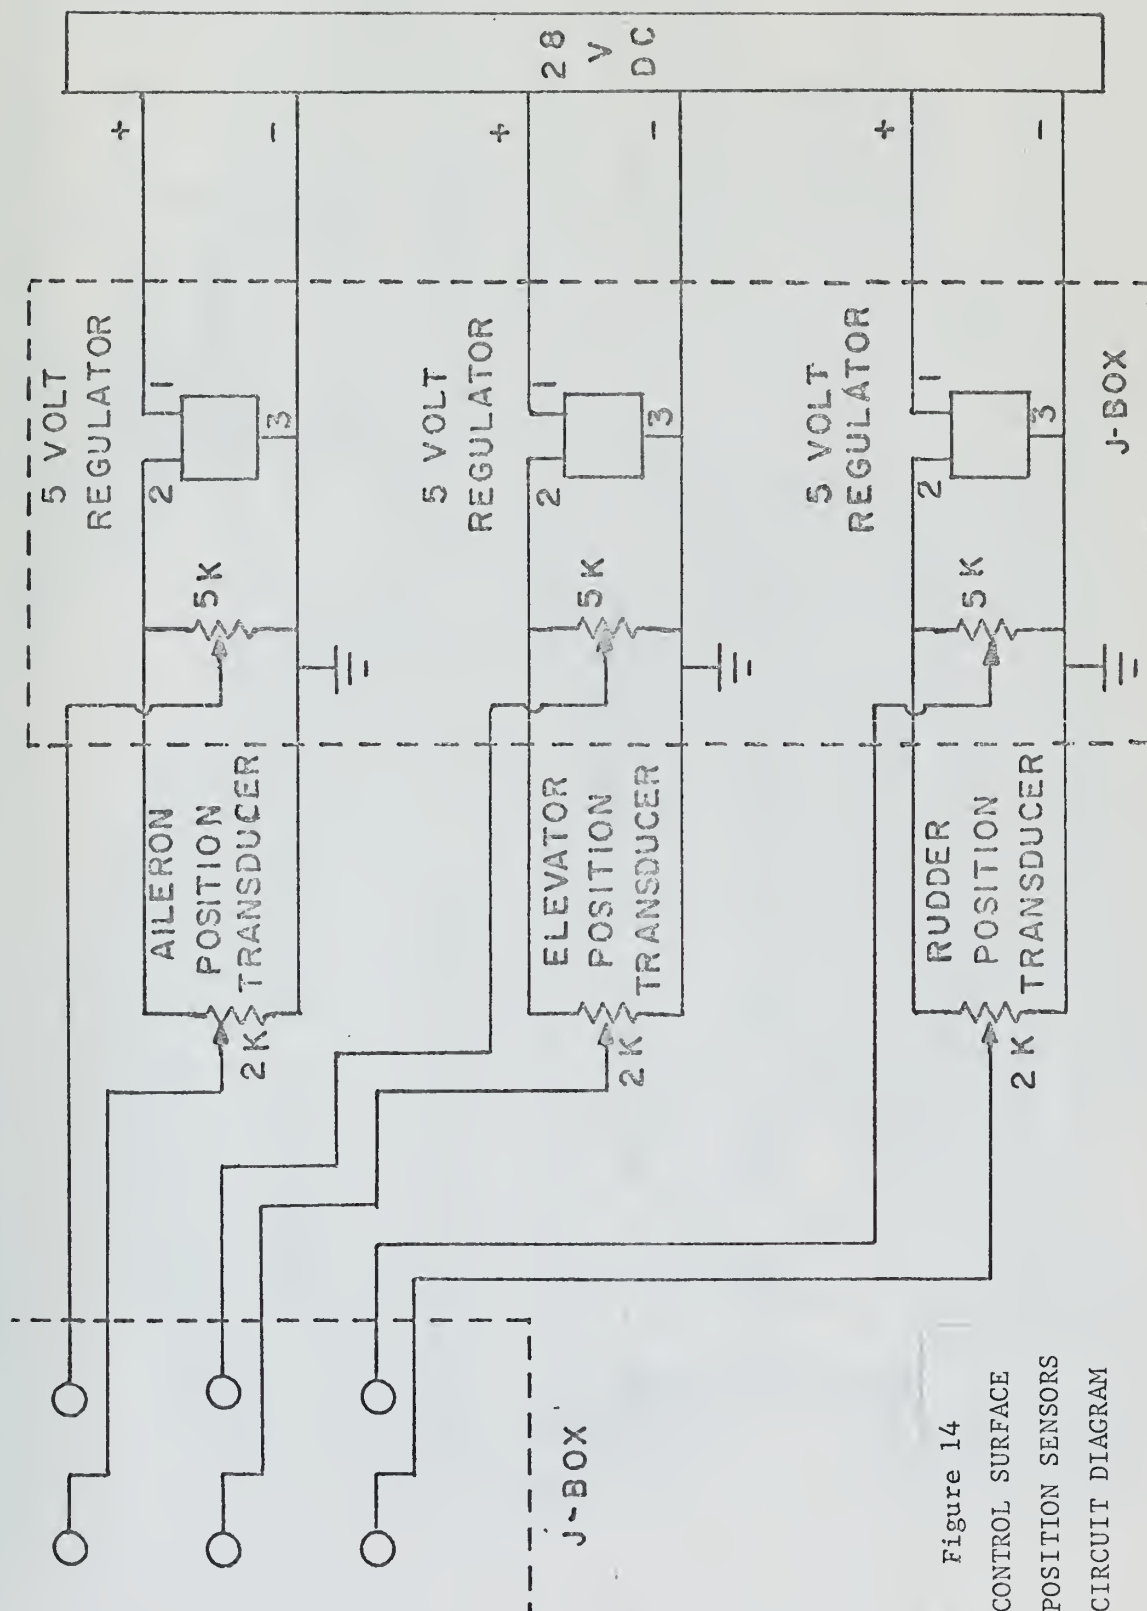 28
V
DC
+
-
+
-
+
-
5 VOLT
REGULATOR
1
2
3
5K
AILERON
POSITION
TRANSDUCER
2K
5 VOLT
REGULATOR
1
2
3
5K
ELEVATOR
POSITION
TRANSDUCER
2K
5 VOLT
REGULATOR
1
2
3
5K
RUDDER
POSITION
TRANSDUCER
2K
J-BOX
J-BOX
Figure 14
CONTROL SURFACE
POSITION SENSORS
CIRCUIT DIAGRAM